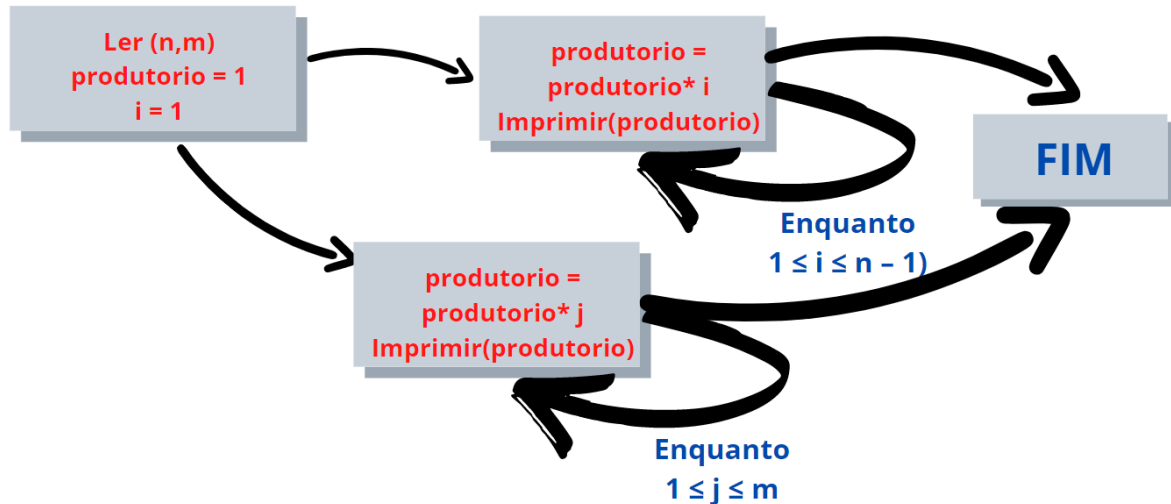 Ler (n,m)
produtorio = 1
i = 1
produtorio =
produtorio* i
Imprimir(produtorio)
FIM
Enquanto
1 ≤ i ≤ n – 1)
produtorio =
produtorio* j
Imprimir(produtorio)
Enquanto
1 ≤ j ≤ m